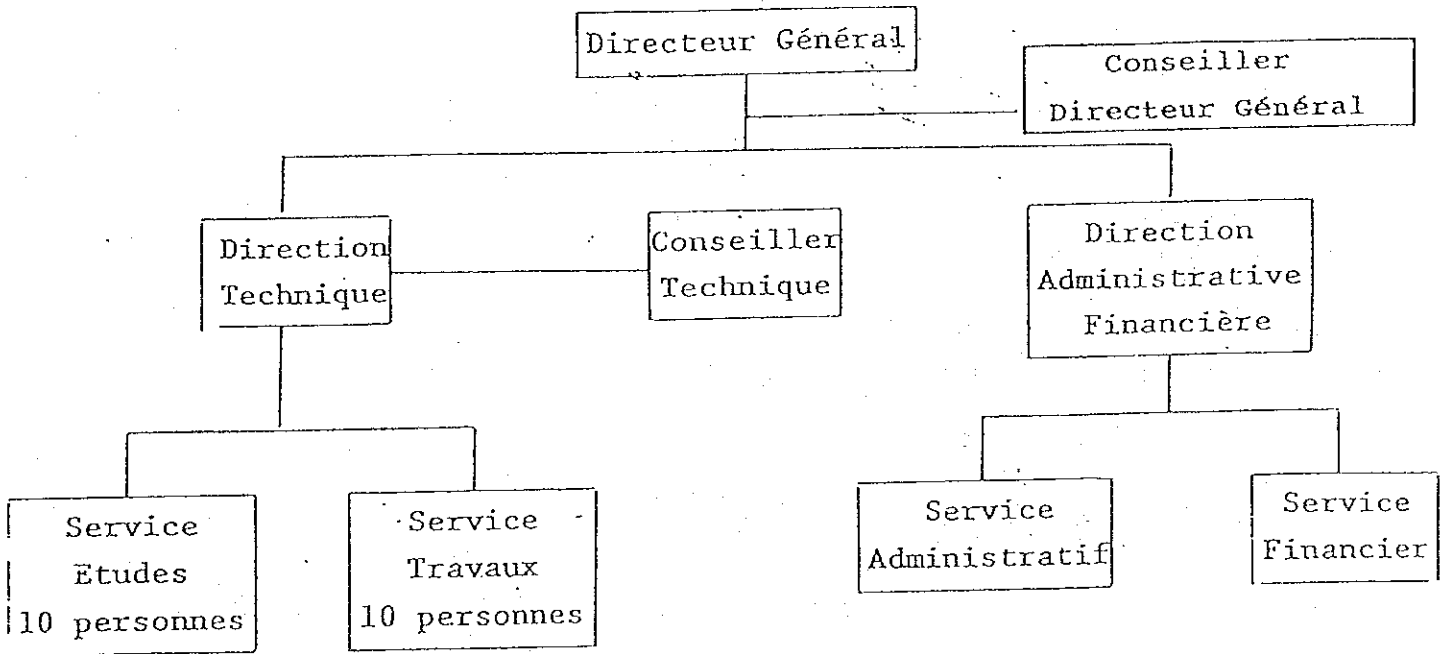 Directeur Général
Conseiller
Directeur Général
Direction
Technique
Conseiller
Technique
Direction
Administrative
Financière
Service
Etudes
10 personnes
Service
Travaux
10 personnes
Service
Administratif
Service
Financier